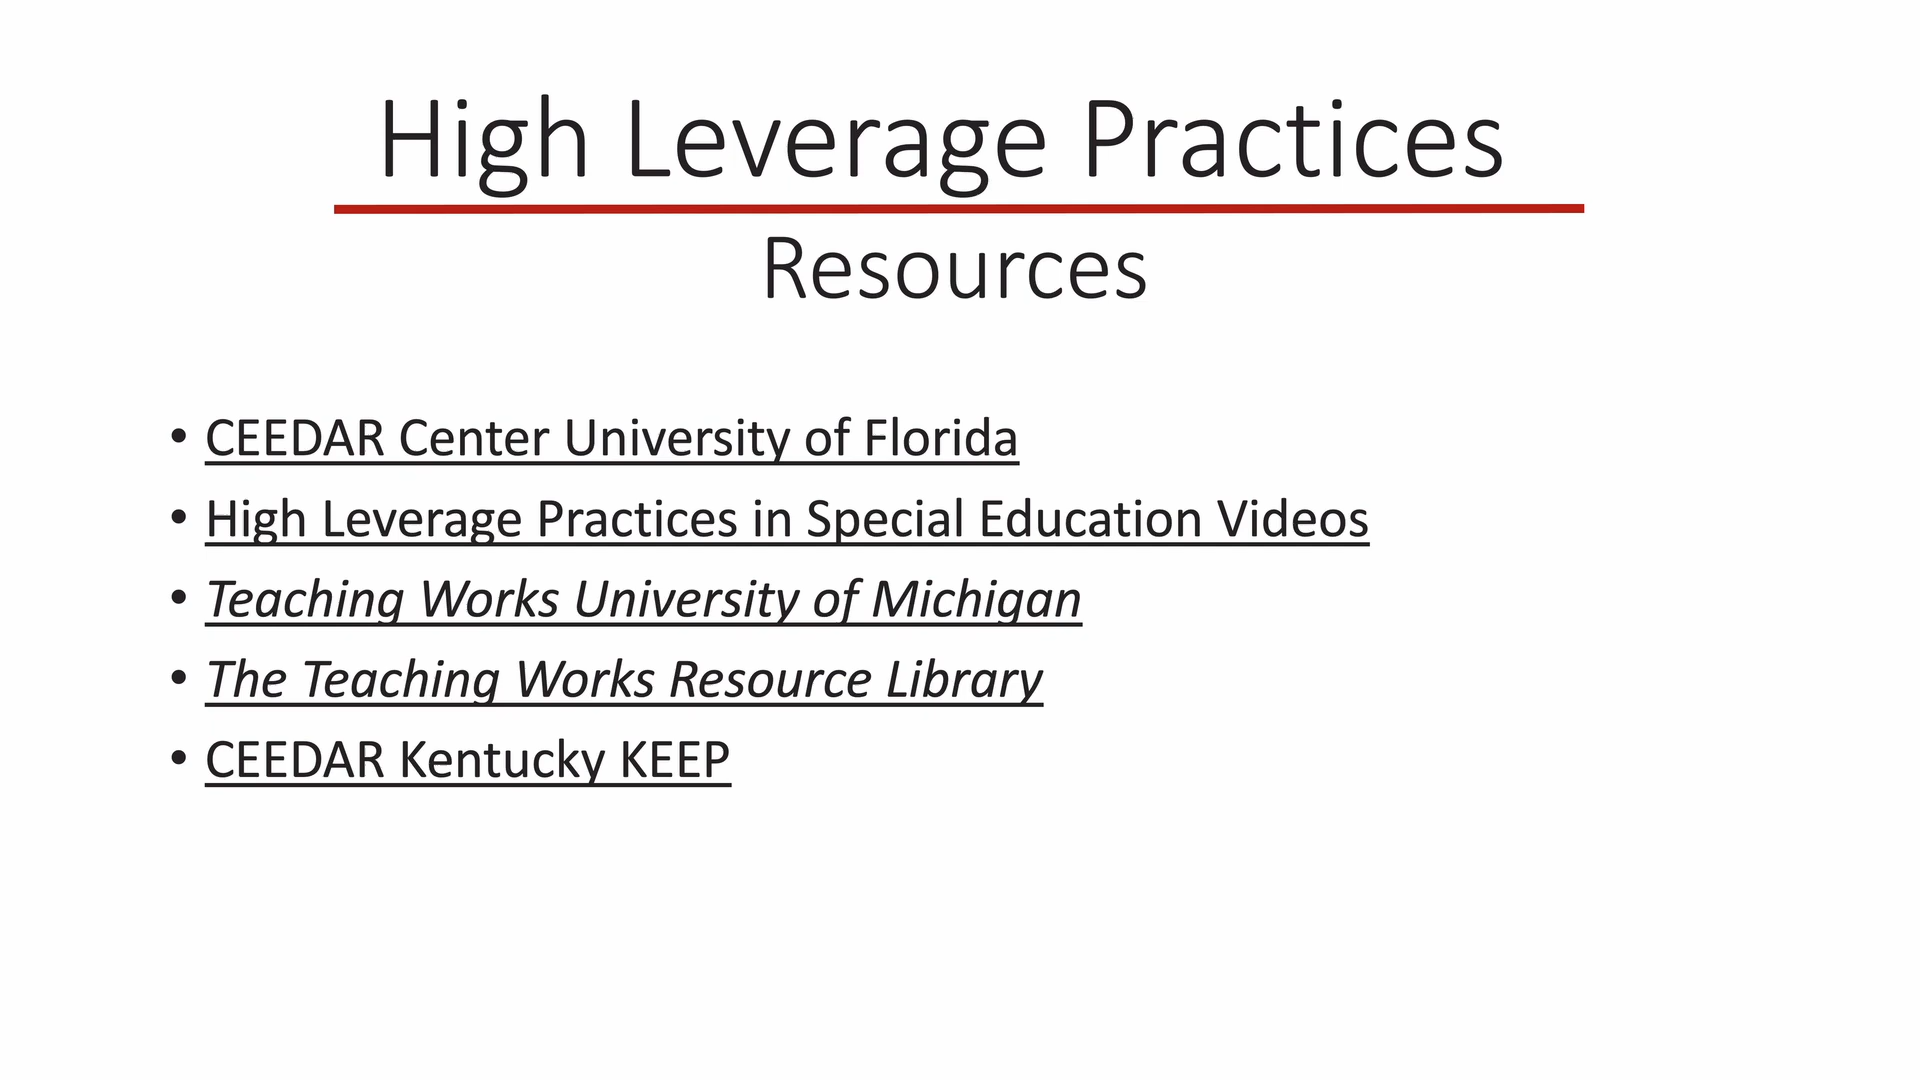 High Leverage Practices
Resources
• CEEDAR Center University of Florida
• High Leverage Practices in Special Education Videos
• Teaching Works University of Michigan
• The Teaching Works Resource Library
• CEEDAR Kentucky KEEP